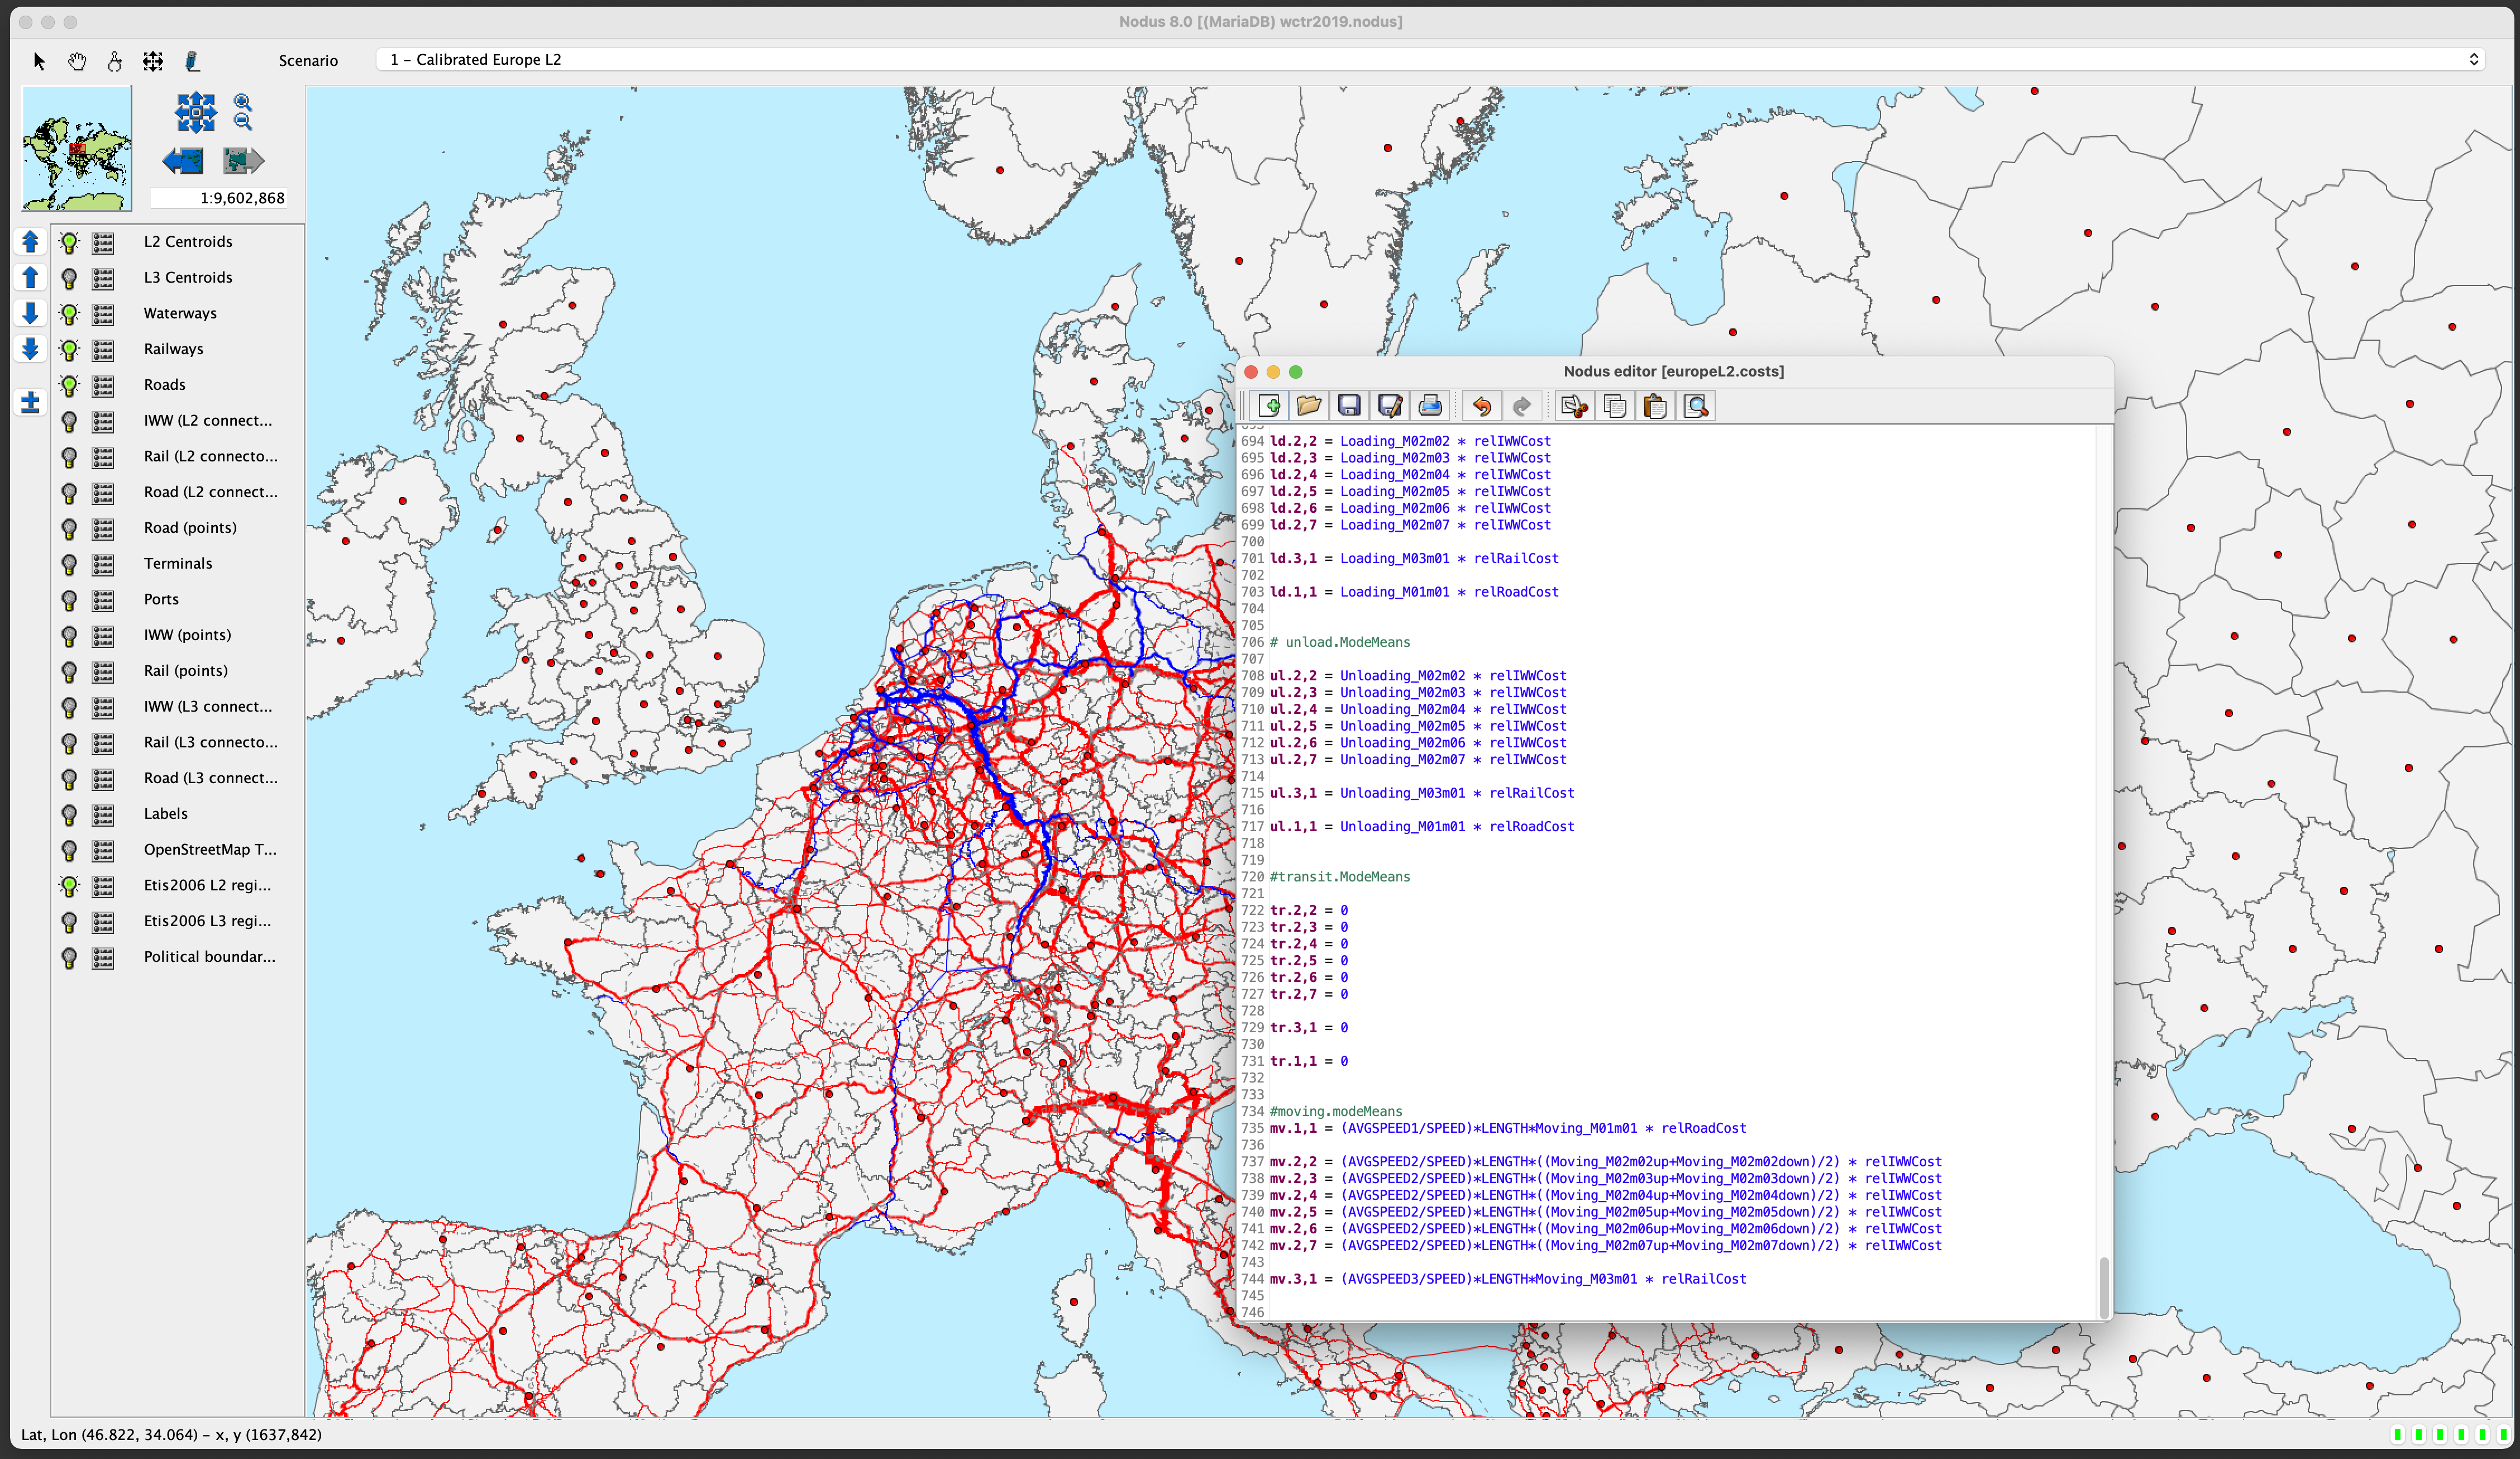 Nodus 8.0 [(MariaDB) wctr2019.nodus]
Scenario
1 – Calibrated Europe L2
1:9,602,868
L2 Centroids
L3 Centroids
Waterways
Railways
Roads
IWW (L2 connect...
Rail (L2 connecto...
Road (L2 connect...
Road (points)
Terminals
Ports
IWW (points)
Rail (points)
IWW (L3 connect...
Rail (L3 connecto...
Road (L3 connect...
Labels
OpenStreetMap T...
Etis2006 L2 regi...
Etis2006 L3 regi...
Political boundar...
Nodus editor [europeL2.costs]
694 ld.2,2 = Loading_M02m02 * relIWWCost
695 ld.2,3 = Loading_M02m03 * relIWWCost
696 ld.2,4 = Loading_M02m04 * relIWWCost
697 ld.2,5 = Loading_M02m05 * relIWWCost
698 ld.2,6 = Loading_M02m06 * relIWWCost
699 ld.2,7 = Loading_M02m07 * relIWWCost
700
701 ld.3,1 = Loading_M03m01 * relRailCost
702
703 ld.1,1 = Loading_M01m01 * relRoadCost
704
705
706 # unload.ModeMeans
707
708 ul.2,2 = Unloading_M02m02 * relIWWCost
709 ul.2,3 = Unloading_M02m03 * relIWWCost
710 ul.2,4 = Unloading_M02m04 * relIWWCost
711 ul.2,5 = Unloading_M02m05 * relIWWCost
712 ul.2,6 = Unloading_M02m06 * relIWWCost
713 ul.2,7 = Unloading_M02m07 * relIWWCost
714
715 ul.3,1 = Unloading_M03m01 * relRailCost
716
717 ul.1,1 = Unloading_M01m01 * relRoadCost
718
719
720 #transit.ModeMeans
721
722 tr.2,2 = 0
723 tr.2,3 = 0
724 tr.2,4 = 0
725 tr.2,5 = 0
726 tr.2,6 = 0
727 tr.2,7 = 0
728
729 tr.3,1 = 0
730
731 tr.1,1 = 0
732
733
734 #moving.modeMeans
735 mv.1,1 = (AVGSPEED1/SPEED)*LENGTH*Moving_M01m01 * relRoadCost
736
737 mv.2,2 = (AVGSPEED2/SPEED)*LENGTH*((Moving_M02m02up+Moving_M02m02down)/2) * relIWWCost
738 mv.2,3 = (AVGSPEED2/SPEED)*LENGTH*((Moving_M02m03up+Moving_M02m03down)/2) * relIWWCost
739 mv.2,4 = (AVGSPEED2/SPEED)*LENGTH*((Moving_M02m04up+Moving_M02m04down)/2) * relIWWCost
740 mv.2,5 = (AVGSPEED2/SPEED)*LENGTH*((Moving_M02m05up+Moving_M02m05down)/2) * relIWWCost
741 mv.2,6 = (AVGSPEED2/SPEED)*LENGTH*((Moving_M02m06up+Moving_M02m06down)/2) * relIWWCost
742 mv.2,7 = (AVGSPEED2/SPEED)*LENGTH*((Moving_M02m07up+Moving_M02m07down)/2) * relIWWCost
743
744 mv.3,1 = (AVGSPEED3/SPEED)*LENGTH*Moving_M03m01 * relRailCost
745
746
Lat, Lon (46.822, 34.064) – x, y (1637,842)